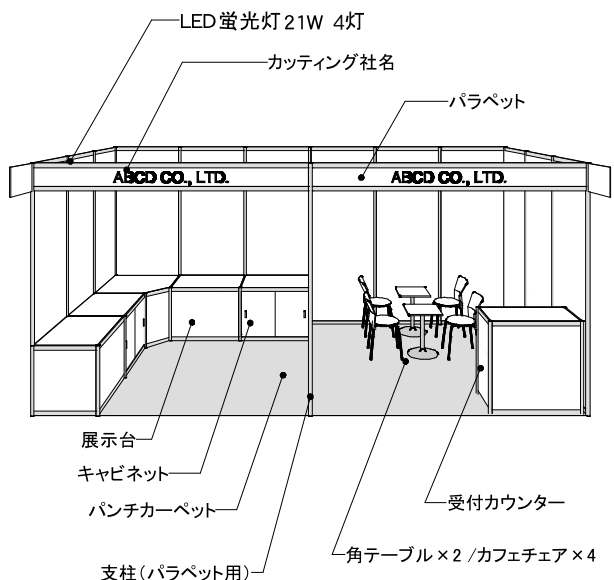 LED蛍光灯21W 4灯
カッティング社名
パラペット
ABCD CO., LTD.
ABCD CO., LTD.
展示台
キャビネット
パンチカーペット
支柱(パラペット用)
受付カウンター
角テーブル×2 /カフェチェア×4